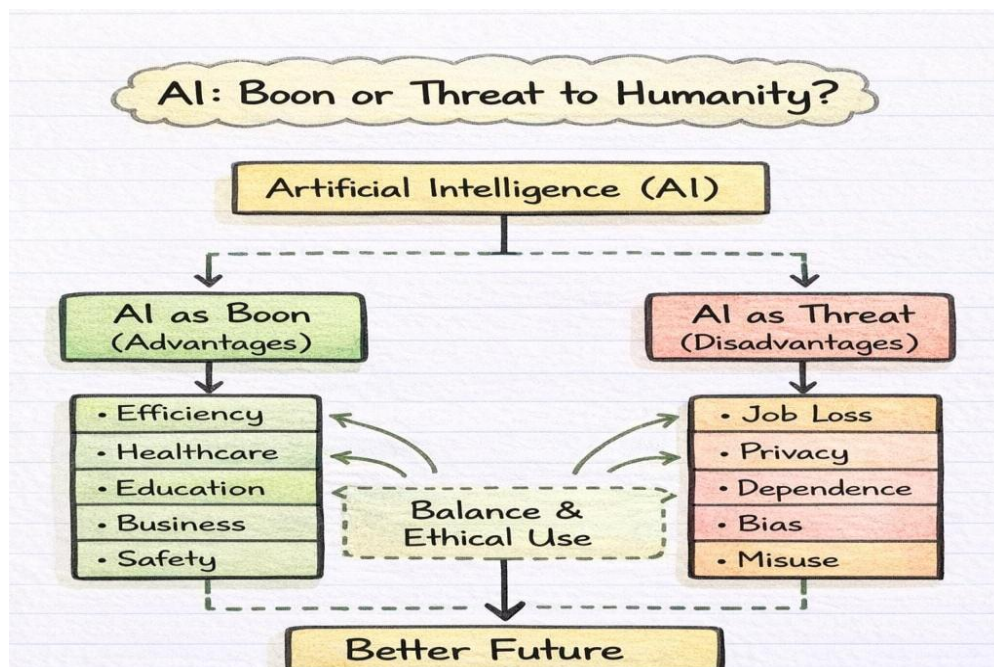 AI: Boon or Threat to Humanity?
Artificial Intelligence (AI)
AI as Boon
(Advantages)
• Efficiency
• Healthcare
• Education
• Business
• Safety
Balance &
Ethical Use
AI as Threat
(Disadvantages)
• Job Loss
• Privacy
• Dependence
• Bias
• Misuse
Better Future